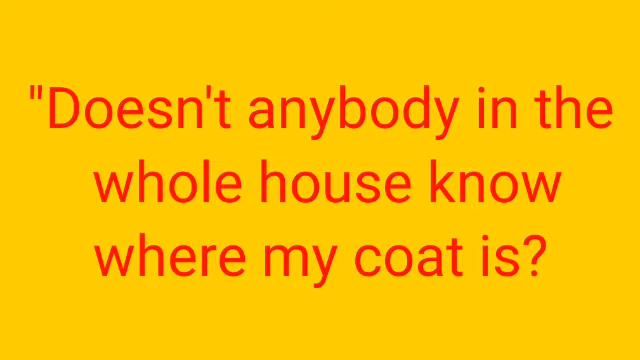 "Doesn't anybody in the
whole house know
where my coat is?